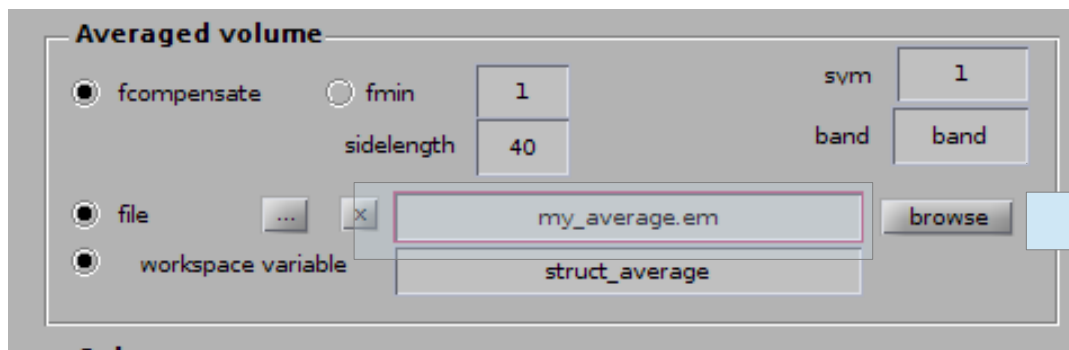 Averaged volume
fcompensate fmin 1 sym 1
sidelength 40 band band
file ... x my_average.em browse
workspace variable struct_average